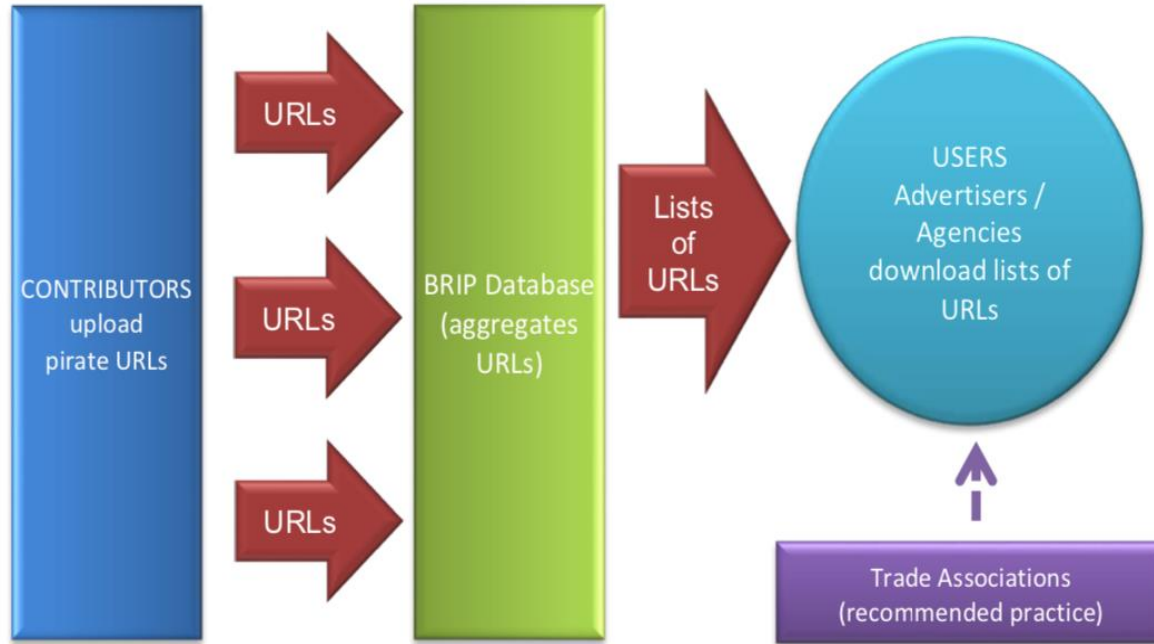 CONTRIBUTORS
upload
pirate URLs
URLs
URLs
URLs
BRIP Database
(aggregates
URLs)
Lists
of
URLs
USERS
Advertisers /
Agencies
download lists of
URLs
Trade Associations
(recommended practice)